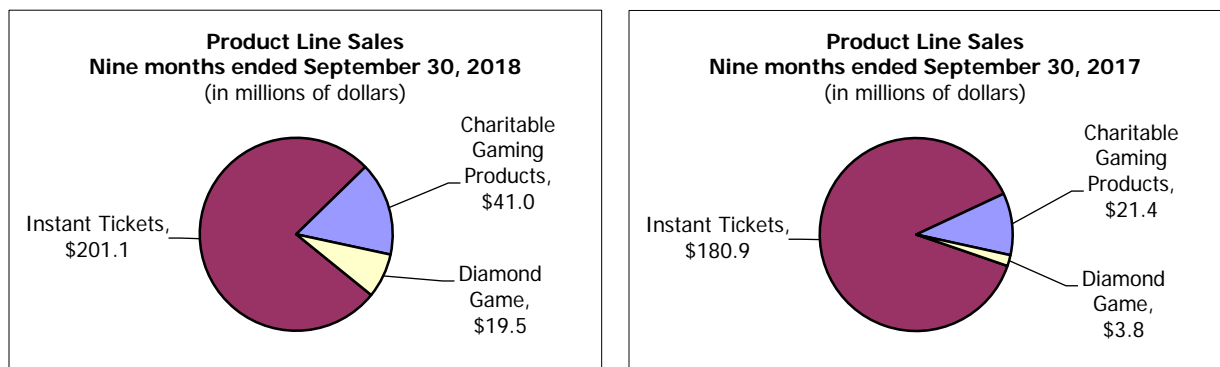 Product Line Sales
Nine months ended September 30, 2018
(in millions of dollars)
Charitable
Gaming
Products,
$41.0
Instant Tickets,
$201.1
Diamond
Game,
$19.5
Product Line Sales
Nine months ended September 30, 2017
(in millions of dollars)
Charitable
Gaming
Products,
$21.4
Instant Tickets,
$180.9
Diamond
Game,
$3.8